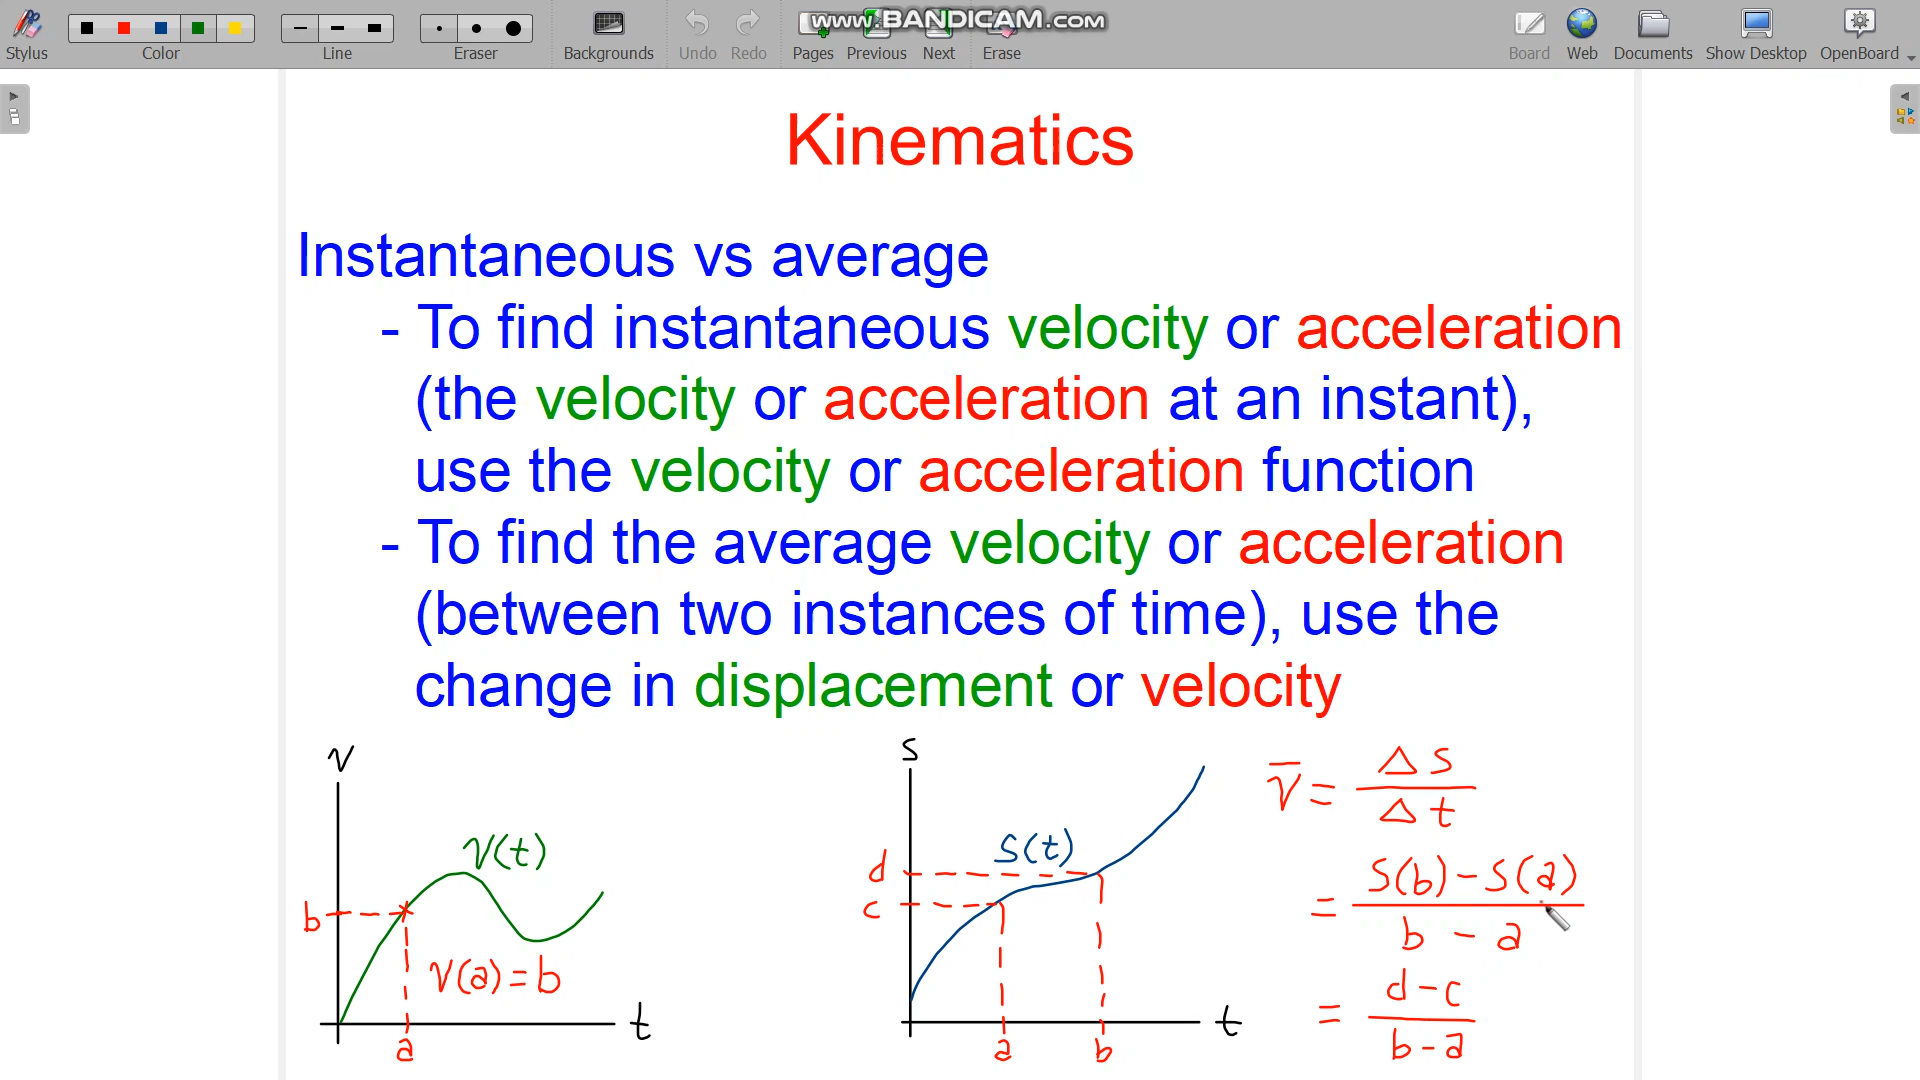 www.BANDICAM.com
Stylus Color Line Eraser Backgrounds Undo Redo Pages Previous Next Erase Board Web Documents Show Desktop OpenBoard
Kinematics
Instantaneous vs average
- To find instantaneous velocity or acceleration
(the velocity or acceleration at an instant),
use the velocity or acceleration function
- To find the average velocity or acceleration
(between two instances of time), use the
change in displacement or velocity
v
v(t)
b
v(a) = b
t
a
s
s(t)
d
c
t
a b
v̄ = Δs / Δt
= s(b) - s(a) / b - a
= d - c / b - a